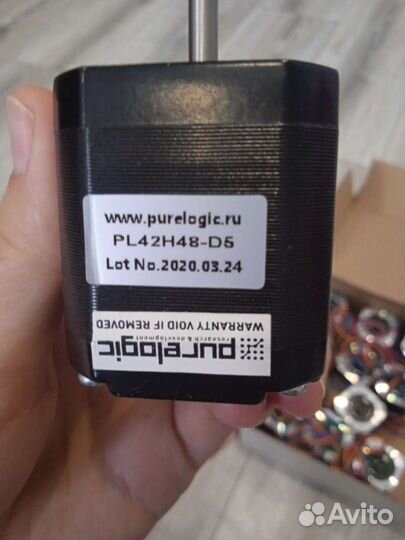 www.purelogic.ru
PL42H48-D5
Lot No.2020.03.24
WARRANTY VOID IF REMOVED
research & development
purelogic
Avito